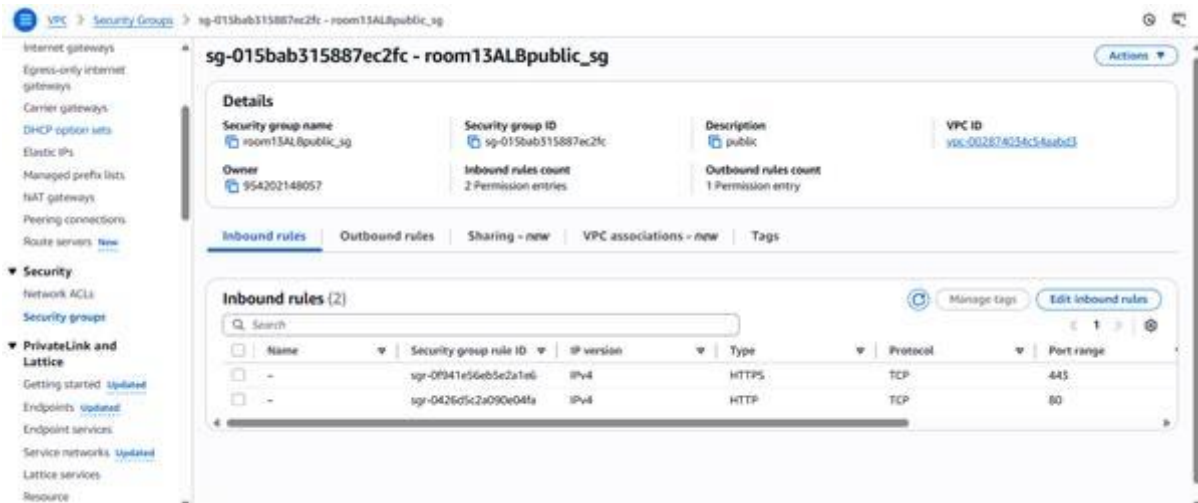 VPC > Security Groups > sg-015bab315887ec2fc - room13ALBpublic_sg
Internet gateways
Egress-only internet
gateways
Carrier gateways
DHCP option sets
Elastic IPs
Managed prefix lists
NAT gateways
Peering connections
Route servers New
Security
Network ACLs
Security groups
PrivateLink and
Lattice
Getting started Updated
Endpoints Updated
Endpoint services
Service networks Updated
Lattice services
Resource
sg-015bab315887ec2fc - room13ALBpublic_sg
Actions
Details
Security group name
room13ALBpublic_sg
Security group ID
sg-015bab315887ec2fc
Description
public
VPC ID
Owner
954202148057
Inbound rules count
2 Permission entries
Outbound rules count
1 Permission entry
Inbound rules Outbound rules Sharing - new VPC associations - new Tags
Inbound rules (2)
Manage tags Edit inbound rules
Search
1
Name Security group rule ID IP version Type Protocol Port range
– sgr-0f941e56eb5e2a1e6 IPv4 HTTPS TCP 443
– sgr-0426d5c2a090e04fa IPv4 HTTP TCP 80